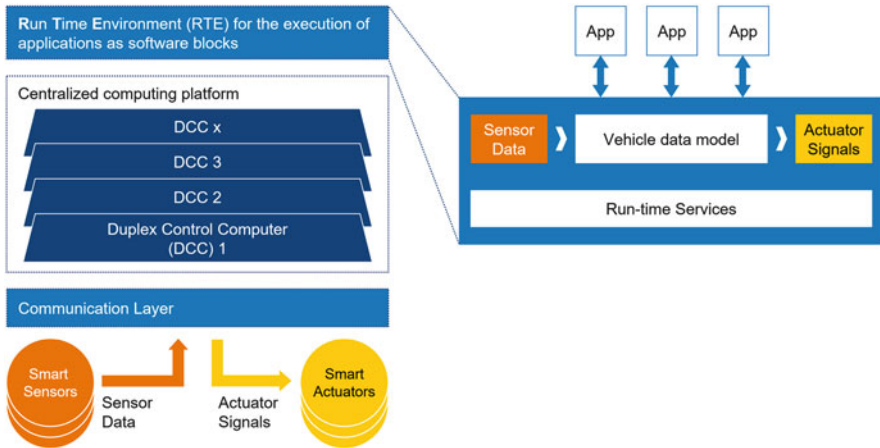 Run Time Environment (RTE) for the execution of
applications as software blocks
Centralized computing platform
DCC x
DCC 3
DCC 2
Duplex Control Computer
(DCC) 1
Communication Layer
Smart
Sensors
Sensor
Data
Actuator
Signals
Smart
Actuators
App
App
App
Sensor
Data
Vehicle data model
Actuator
Signals
Run-time Services